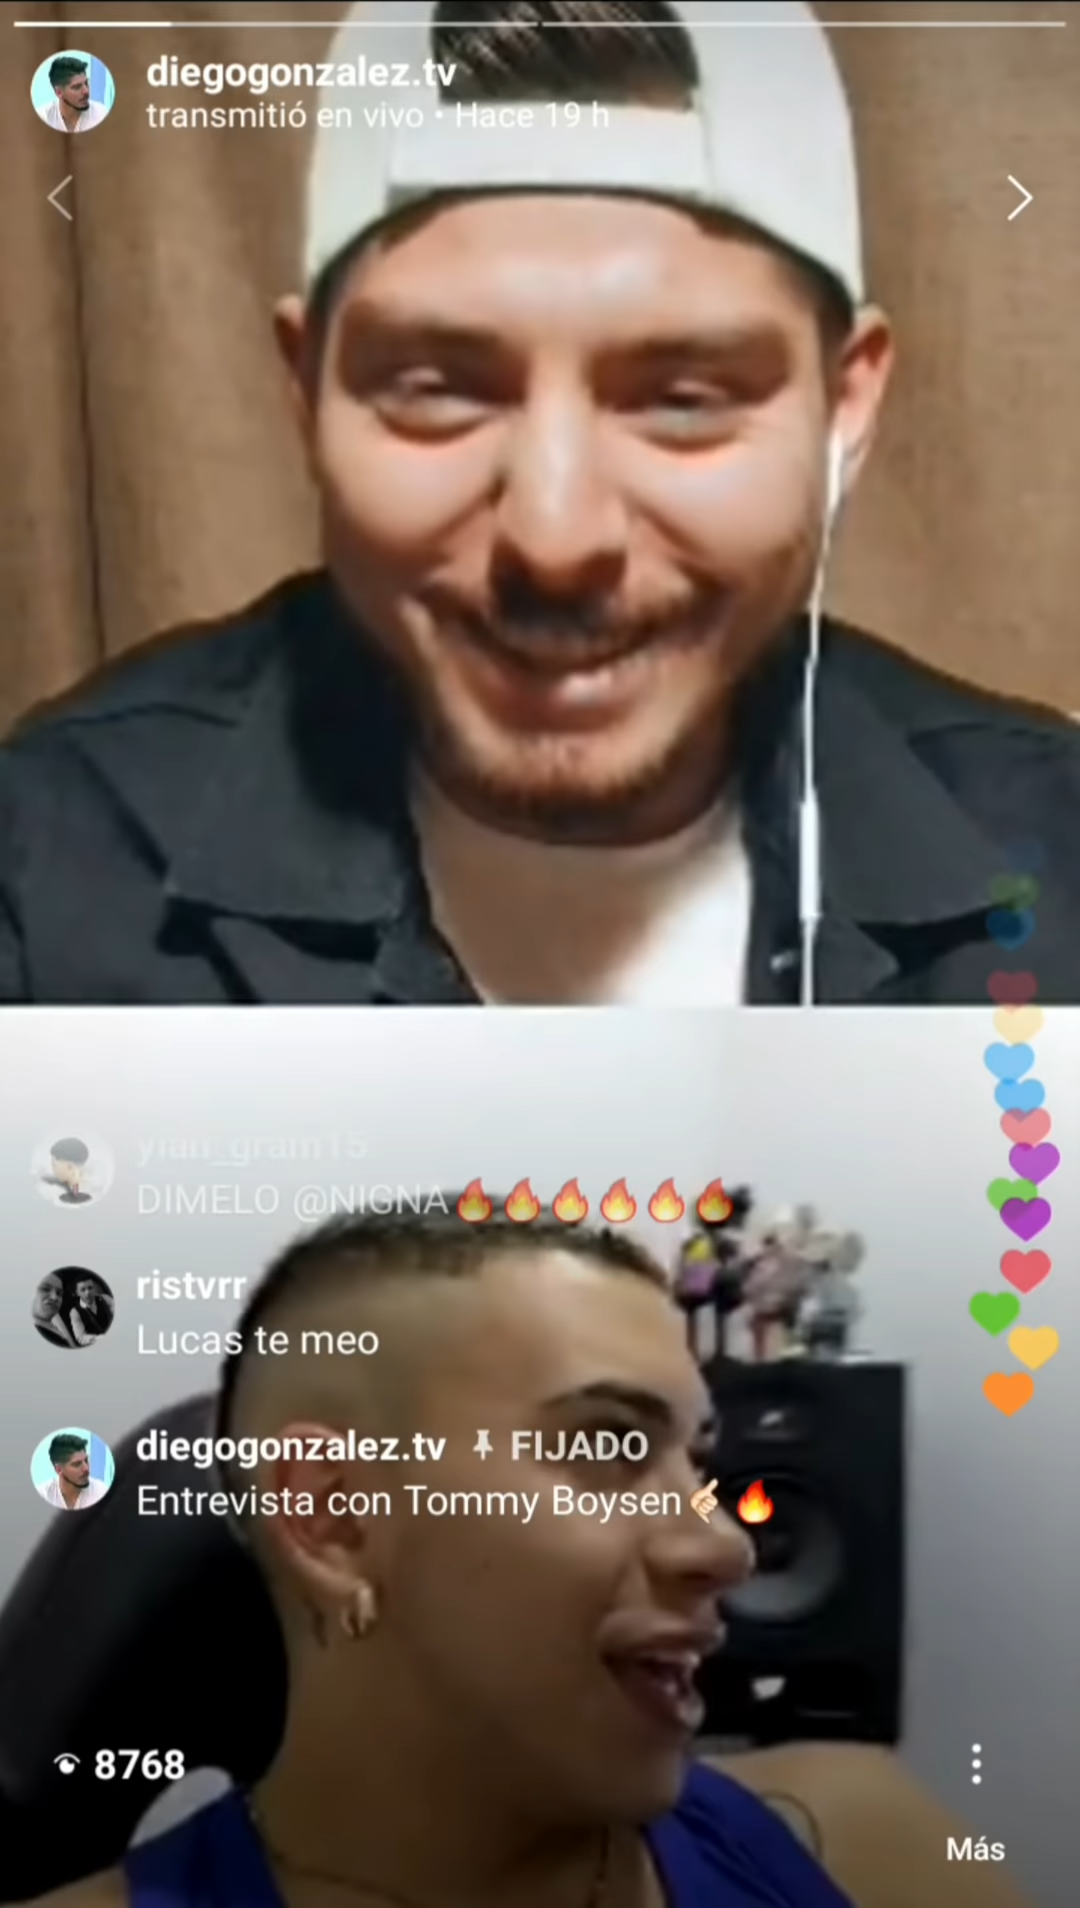 diegogonzalez.tv
transmitió en vivo • Hace 19 h
yian_gram15
DIMELO @NIGNA🔥🔥🔥🔥🔥🔥
ristvrr
Lucas te meo
diegogonzalez.tv FIJADO
Entrevista con Tommy Boysen🤙🏻🔥
8768
Más